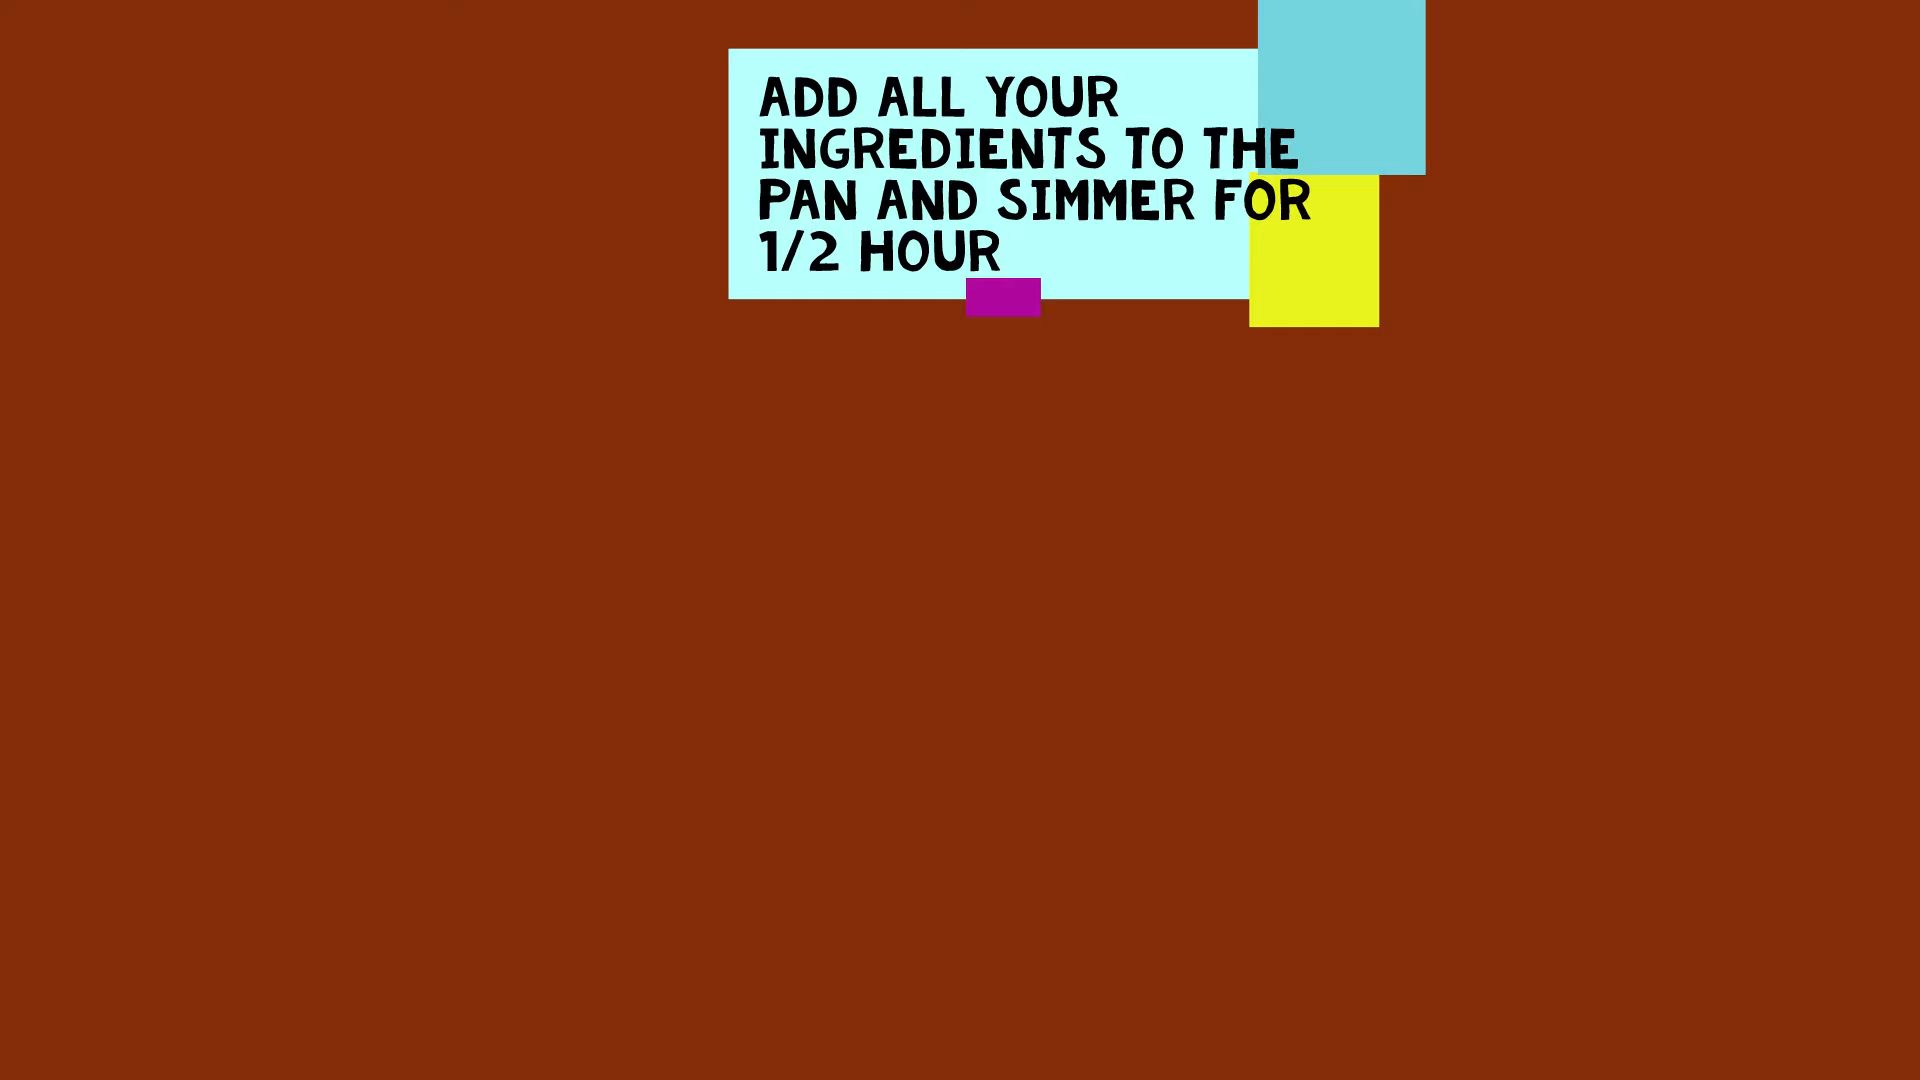 ADD ALL YOUR
INGREDIENTS TO THE
PAN AND SIMMER FOR
1/2 HOUR